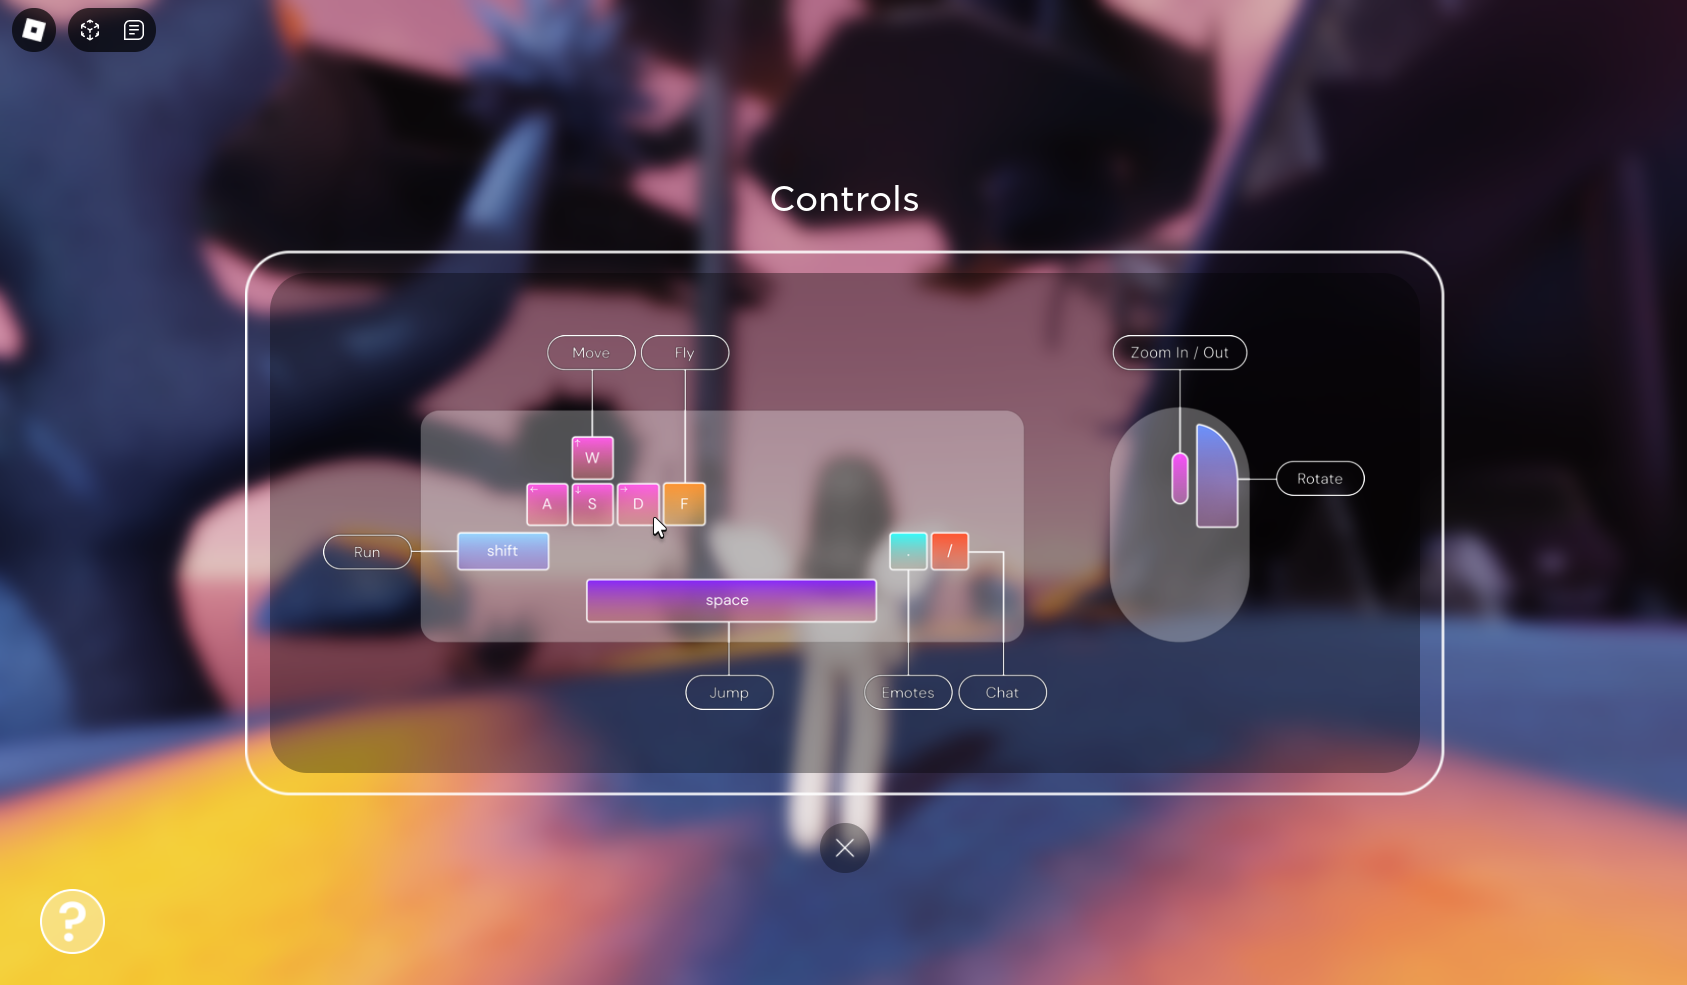 Controls
Move
Fly
Zoom In / Out
W
A
S
D
F
Rotate
Run
shift
.
/
space
Jump
Emotes
Chat
?